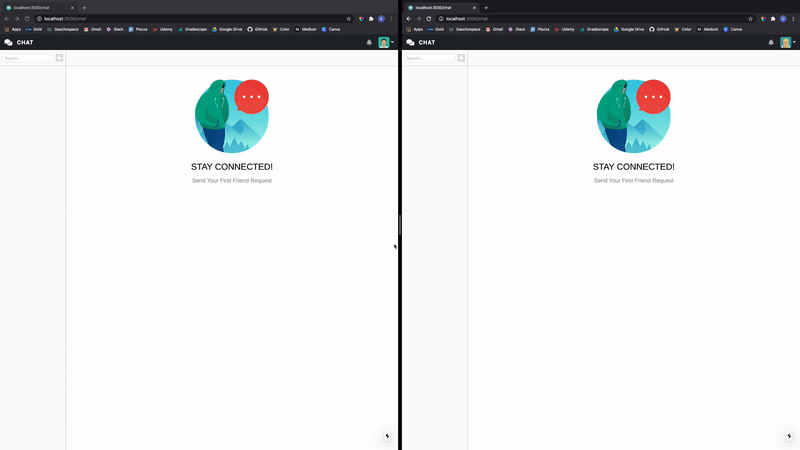 localhost:3000/chat
localhost:3000/chat
Apps Gold Gauchospace Gmail Slack Piazza Udemy Gradescope Google Drive GitHub Color Medium Canva
CHAT
Search...
STAY CONNECTED!
Send Your First Friend Request
localhost:3000/chat
localhost:3000/chat
Apps Gold Gauchospace Gmail Slack Piazza Udemy Gradescope Google Drive GitHub Color Medium Canva
CHAT
Search...
STAY CONNECTED!
Send Your First Friend Request